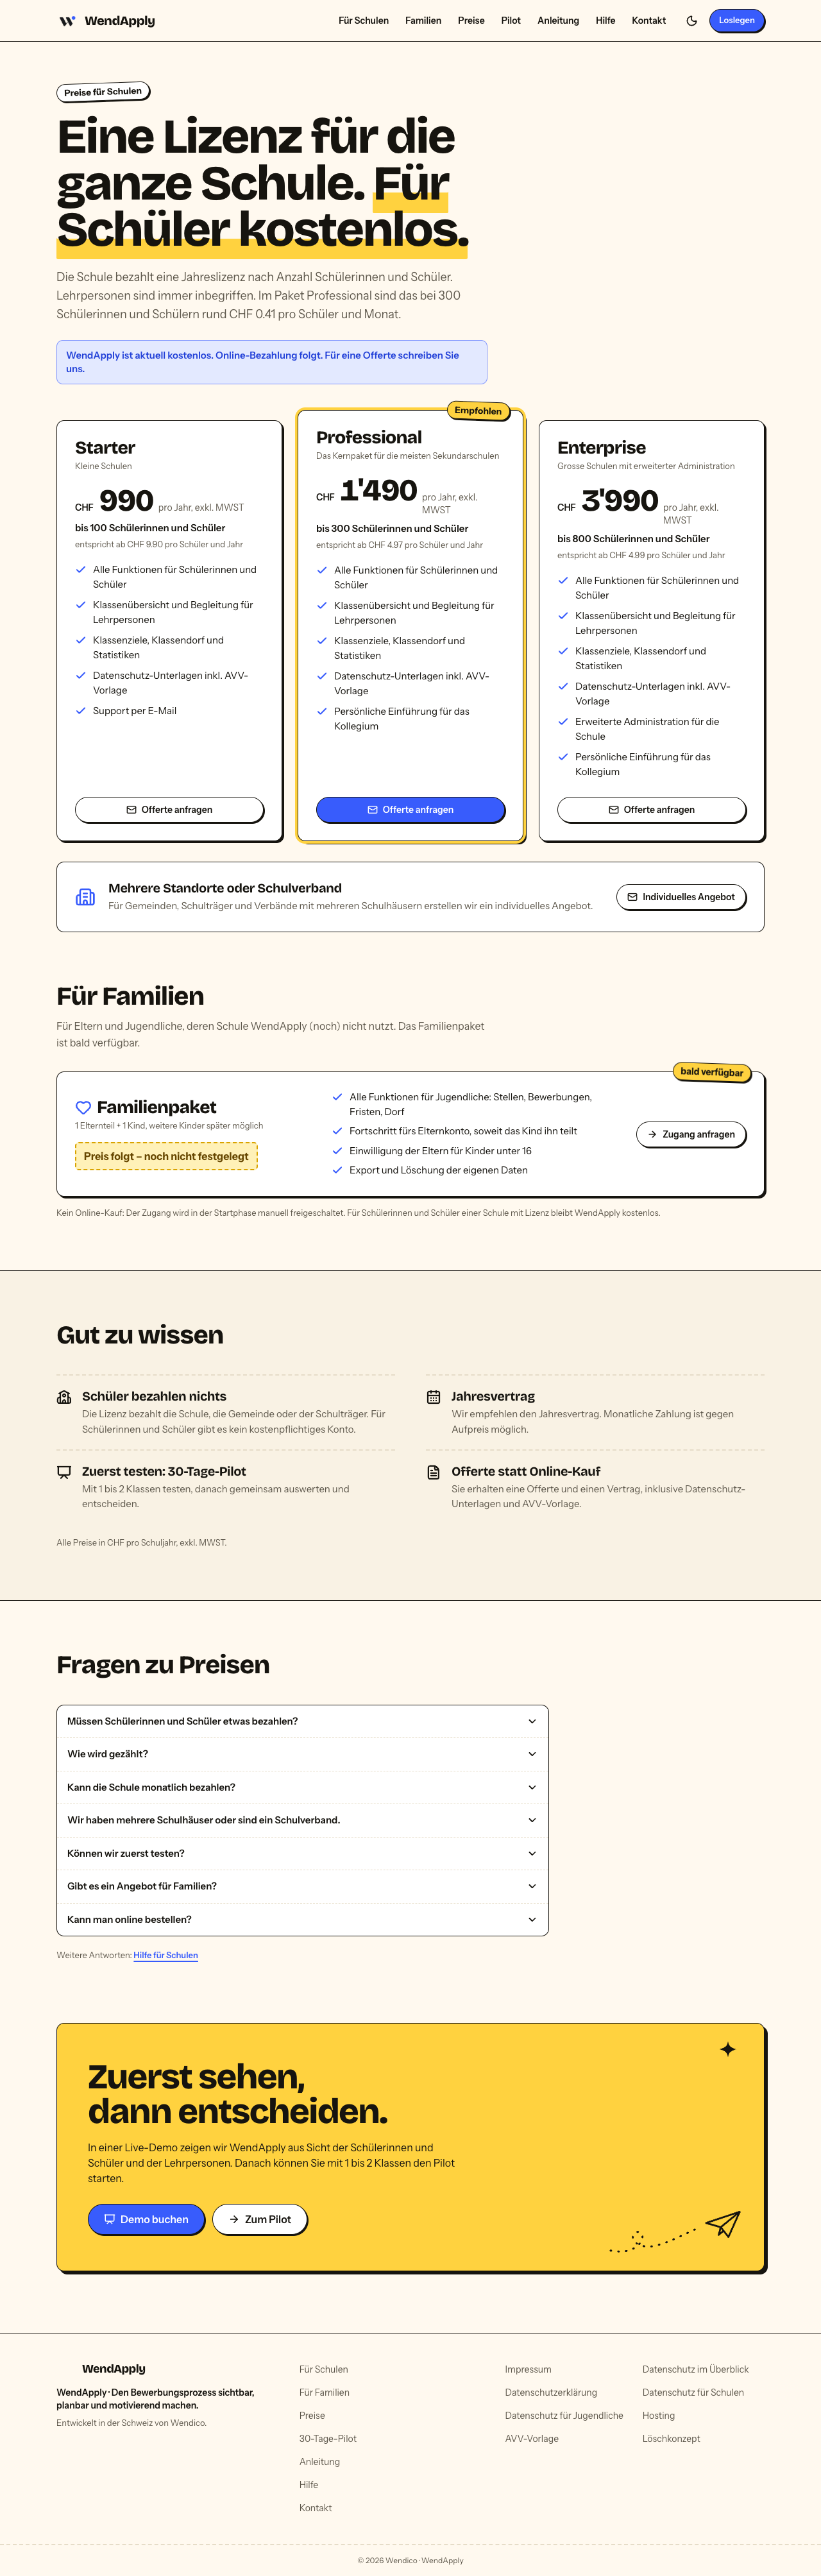 WendApply
Für Schulen
Familien
Preise
Pilot
Anleitung
Hilfe
Kontakt
Loslegen
Preise für Schulen
Eine Lizenz für die
ganze Schule. Für
Schüler kostenlos.
Die Schule bezahlt eine Jahreslizenz nach Anzahl Schülerinnen und Schüler.
Lehrpersonen sind immer inbegriffen. Im Paket Professional sind das bei 300
Schülerinnen und Schülern rund CHF 0.41 pro Schüler und Monat.
WendApply ist aktuell kostenlos. Online-Bezahlung folgt. Für eine Offerte schreiben Sie
uns.
Starter
Kleine Schulen
CHF 990 pro Jahr, exkl. MWST
bis 100 Schülerinnen und Schüler
entspricht ab CHF 9.90 pro Schüler und Jahr
Alle Funktionen für Schülerinnen und
Schüler
Klassenübersicht und Begleitung für
Lehrpersonen
Klassenziele, Klassendorf und
Statistiken
Datenschutz-Unterlagen inkl. AVV-
Vorlage
Support per E-Mail
Offerte anfragen
Empfohlen
Professional
Das Kernpaket für die meisten Sekundarschulen
CHF 1'490 pro Jahr, exkl.
MWST
bis 300 Schülerinnen und Schüler
entspricht ab CHF 4.97 pro Schüler und Jahr
Alle Funktionen für Schülerinnen und
Schüler
Klassenübersicht und Begleitung für
Lehrpersonen
Klassenziele, Klassendorf und
Statistiken
Datenschutz-Unterlagen inkl. AVV-
Vorlage
Persönliche Einführung für das
Kollegium
Offerte anfragen
Enterprise
Grosse Schulen mit erweiterter Administration
CHF 3'990 pro Jahr, exkl.
MWST
bis 800 Schülerinnen und Schüler
entspricht ab CHF 4.99 pro Schüler und Jahr
Alle Funktionen für Schülerinnen und
Schüler
Klassenübersicht und Begleitung für
Lehrpersonen
Klassenziele, Klassendorf und
Statistiken
Datenschutz-Unterlagen inkl. AVV-
Vorlage
Erweiterte Administration für die
Schule
Persönliche Einführung für das
Kollegium
Offerte anfragen
Mehrere Standorte oder Schulverband
Für Gemeinden, Schulträger und Verbände mit mehreren Schulhäusern erstellen wir ein individuelles Angebot.
Individuelles Angebot
Für Familien
Für Eltern und Jugendliche, deren Schule WendApply (noch) nicht nutzt. Das Familienpaket
ist bald verfügbar.
bald verfügbar
Familienpaket
1 Elternteil + 1 Kind, weitere Kinder später möglich
Preis folgt – noch nicht festgelegt
Alle Funktionen für Jugendliche: Stellen, Bewerbungen,
Fristen, Dorf
Fortschritt fürs Elternkonto, soweit das Kind ihn teilt
Einwilligung der Eltern für Kinder unter 16
Export und Löschung der eigenen Daten
Zugang anfragen
Kein Online-Kauf: Der Zugang wird in der Startphase manuell freigeschaltet. Für Schülerinnen und Schüler einer Schule mit Lizenz bleibt WendApply kostenlos.
Gut zu wissen
Schüler bezahlen nichts
Die Lizenz bezahlt die Schule, die Gemeinde oder der Schulträger. Für
Schülerinnen und Schüler gibt es kein kostenpflichtiges Konto.
Jahresvertrag
Wir empfehlen den Jahresvertrag. Monatliche Zahlung ist gegen
Aufpreis möglich.
Zuerst testen: 30-Tage-Pilot
Mit 1 bis 2 Klassen testen, danach gemeinsam auswerten und
entscheiden.
Offerte statt Online-Kauf
Sie erhalten eine Offerte und einen Vertrag, inklusive Datenschutz-
Unterlagen und AVV-Vorlage.
Alle Preise in CHF pro Schuljahr, exkl. MWST.
Fragen zu Preisen
Müssen Schülerinnen und Schüler etwas bezahlen?
Wie wird gezählt?
Kann die Schule monatlich bezahlen?
Wir haben mehrere Schulhäuser oder sind ein Schulverband.
Können wir zuerst testen?
Gibt es ein Angebot für Familien?
Kann man online bestellen?
Weitere Antworten: Hilfe für Schulen
Zuerst sehen,
dann entscheiden.
In einer Live-Demo zeigen wir WendApply aus Sicht der Schülerinnen und
Schüler und der Lehrpersonen. Danach können Sie mit 1 bis 2 Klassen den Pilot
starten.
Demo buchen
Zum Pilot
WendApply
WendApply · Den Bewerbungsprozess sichtbar,
planbar und motivierend machen.
Entwickelt in der Schweiz von Wendico.
Für Schulen
Für Familien
Preise
30-Tage-Pilot
Anleitung
Hilfe
Kontakt
Impressum
Datenschutzerklärung
Datenschutz für Jugendliche
AVV-Vorlage
Datenschutz im Überblick
Datenschutz für Schulen
Hosting
Löschkonzept
© 2026 Wendico · WendApply